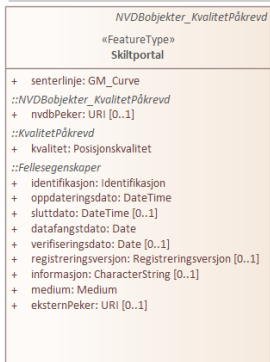 NVDBobjekter_KvalitetPåkrevd
«FeatureType»
Skiltportal
+ senterlinje: GM_Curve
::NVDBobjekter_KvalitetPåkrevd
+ nvdbPeker: URI [0..1]
::KvalitetPåkrevd
+ kvalitet: Posisjonskvalitet
::Fellesegenskaper
+ identifikasjon: Identifikasjon
+ oppdateringsdato: DateTime
+ sluttdato: DateTime [0..1]
+ datafangstdato: Date
+ verifiseringsdato: Date [0..1]
+ registreringsversjon: Registreringsversjon [0..1]
+ informasjon: CharacterString [0..1]
+ medium: Medium
+ eksternPeker: URI [0..1]